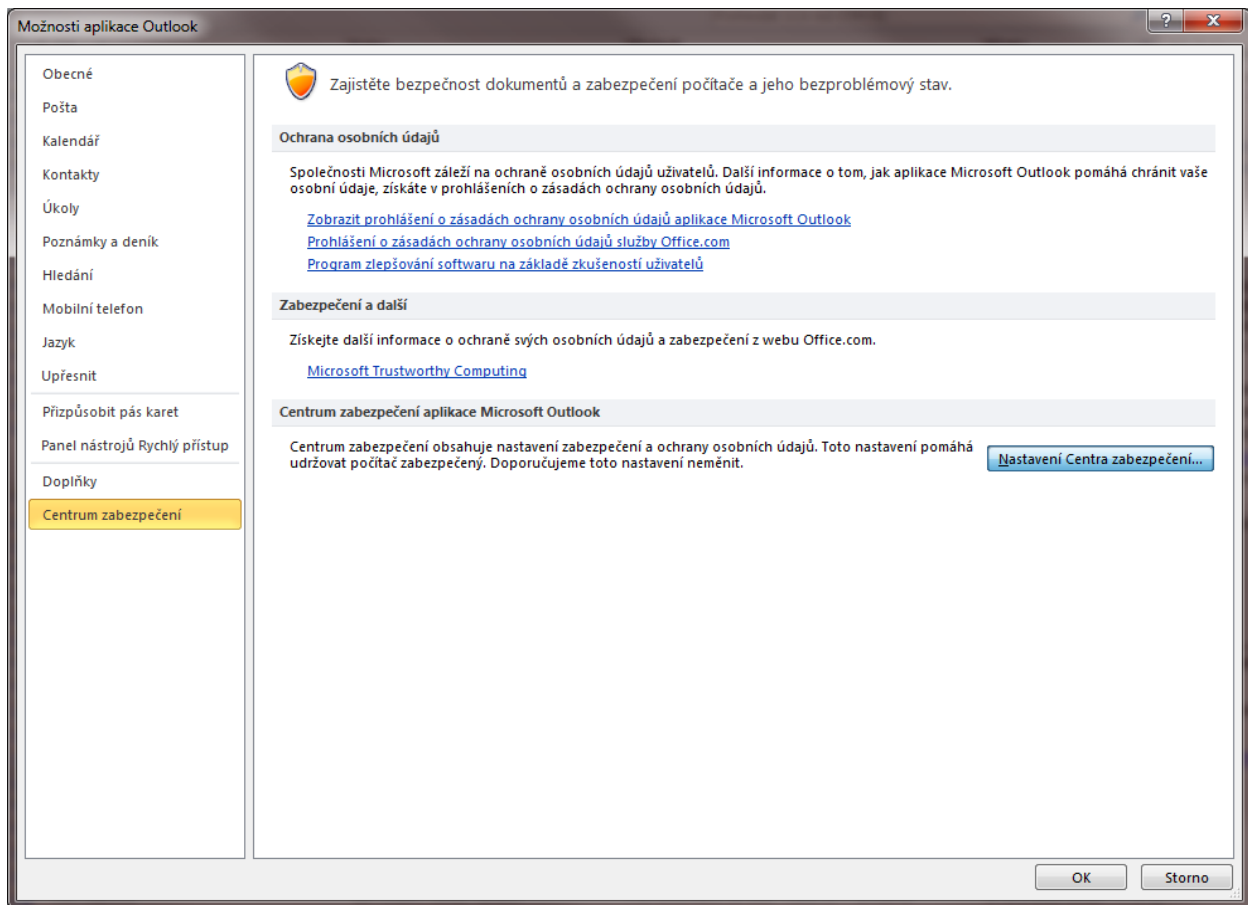 Možnosti aplikace Outlook
?
X
Obecné
Pošta
Kalendář
Kontakty
Úkoly
Poznámky a deník
Hledání
Mobilní telefon
Jazyk
Upřesnit
Přizpůsobit pás karet
Panel nástrojů Rychlý přístup
Doplňky
Centrum zabezpečení
Zajistěte bezpečnost dokumentů a zabezpečení počítače a jeho bezproblémový stav.
Ochrana osobních údajů
Společnosti Microsoft záleží na ochraně osobních údajů uživatelů. Další informace o tom, jak aplikace Microsoft Outlook pomáhá chránit vaše
osobní údaje, získáte v prohlášeních o zásadách ochrany osobních údajů.
Zobrazit prohlášení o zásadách ochrany osobních údajů aplikace Microsoft Outlook
Prohlášení o zásadách ochrany osobních údajů služby Office.com
Program zlepšování softwaru na základě zkušeností uživatelů
Zabezpečení a další
Získejte další informace o ochraně svých osobních údajů a zabezpečení z webu Office.com.
Microsoft Trustworthy Computing
Centrum zabezpečení aplikace Microsoft Outlook
Centrum zabezpečení obsahuje nastavení zabezpečení a ochrany osobních údajů. Toto nastavení pomáhá
udržovat počítač zabezpečený. Doporučujeme toto nastavení neměnit.
Nastavení Centra zabezpečení...
OK
Storno